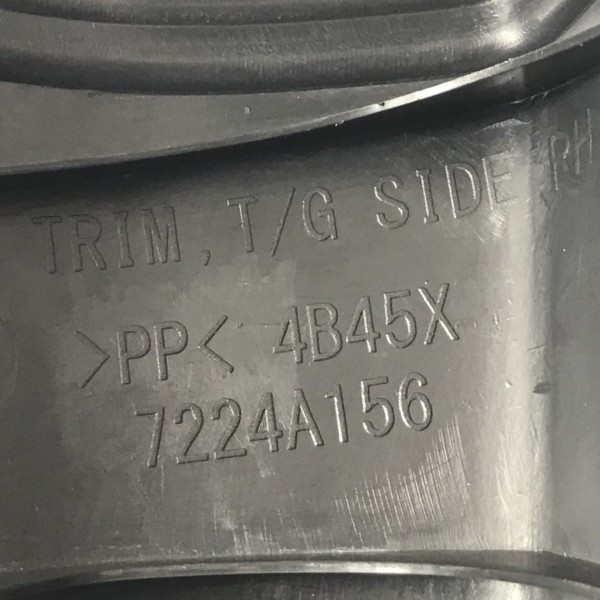 TRIM, T/G SIDE, RH
>PP< 4B45X
7224A156